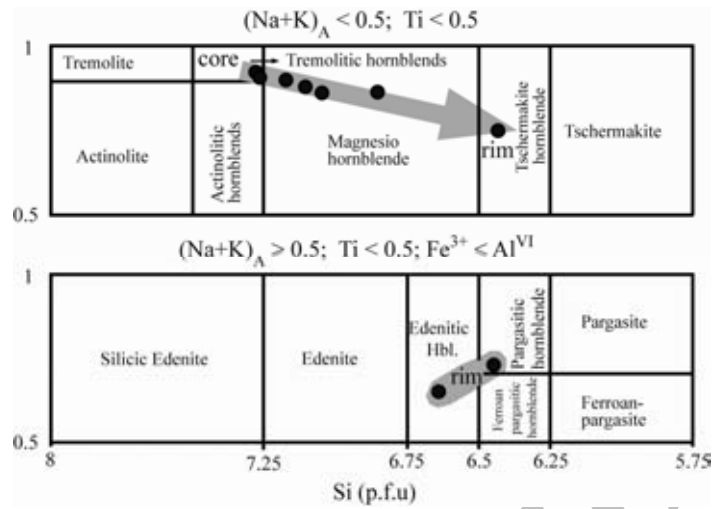 (Na+K)A < 0.5; Ti < 0.5
1
Tremolite
core → Tremolitic hornblends
Actinolite
Actinolitic
hornblends
Magnesio
hornblende
rim
Tschermakite
hornblende
Tschermakite
0.5
(Na+K)A > 0.5; Ti < 0.5; Fe3+ < AlVI
1
Silicic Edenite
Edenite
Edenitic
Hbl.
rim
Pargasitic
hornblende
Pargasite
Ferroan
pargasitic
hornblende
Ferroan-
pargasite
0.5
8 7.25 6.75 6.5 6.25 5.75
Si (p.f.u)